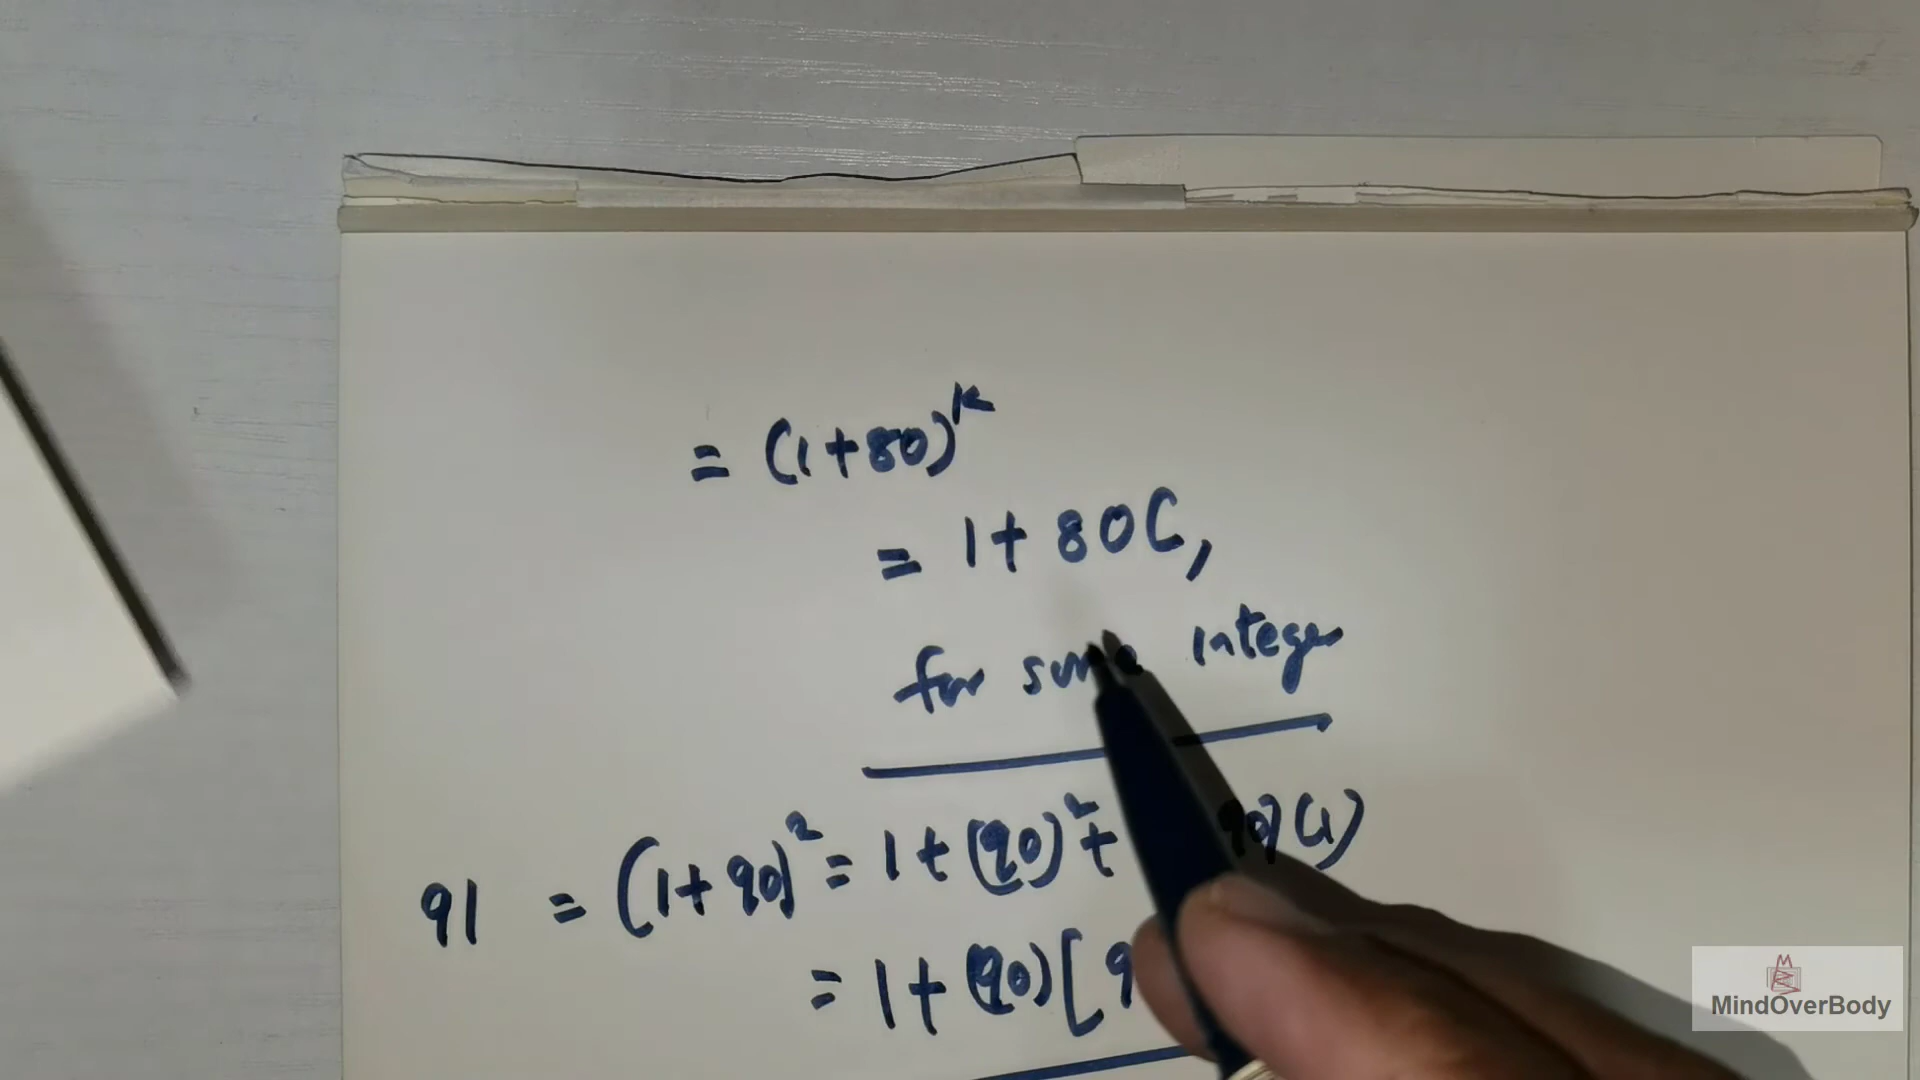 = (1+80)^k
= 1+ 80C,
for some integer
91 = (1+90)² = 1+(90)²+ 90)(1)
= 1+(90)[9
MindOverBody